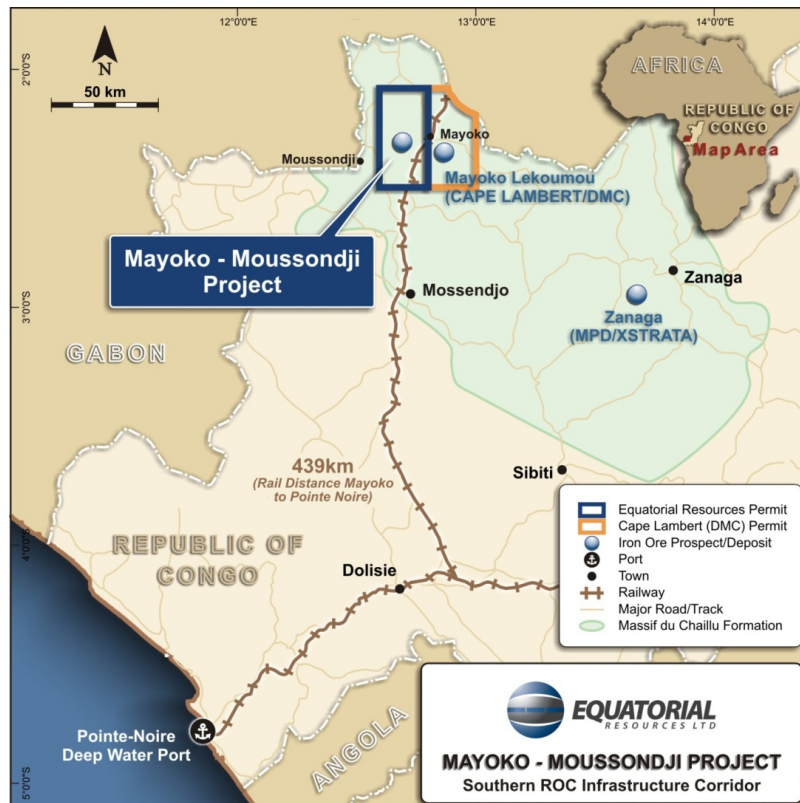 12°0'0"E
13°0'0"E
14°0'0"E
2°0'0"S
3°0'0"S
4°0'0"S
5°0'0"S
N
50 km
AFRICA
REPUBLIC OF
CONGO
Map Area
Moussondji
Mayoko
Mayoko Lekoumou
(CAPE LAMBERT/DMC)
Mayoko - Moussondji
Project
Mossendjo
Zanaga
Zanaga
(MPD/XSTRATA)
GABON
439km
(Rail Distance Mayoko
to Pointe Noire)
Sibiti
REPUBLIC OF
CONGO
Dolisie
Equatorial Resources Permit
Cape Lambert (DMC) Permit
Iron Ore Prospect/Deposit
Port
Town
Railway
Major Road/Track
Massif du Chaillu Formation
Pointe-Noire
Deep Water Port
ANGOLA
EQUATORIAL
RESOURCES LTD
MAYOKO - MOUSSONDJI PROJECT
Southern ROC Infrastructure Corridor